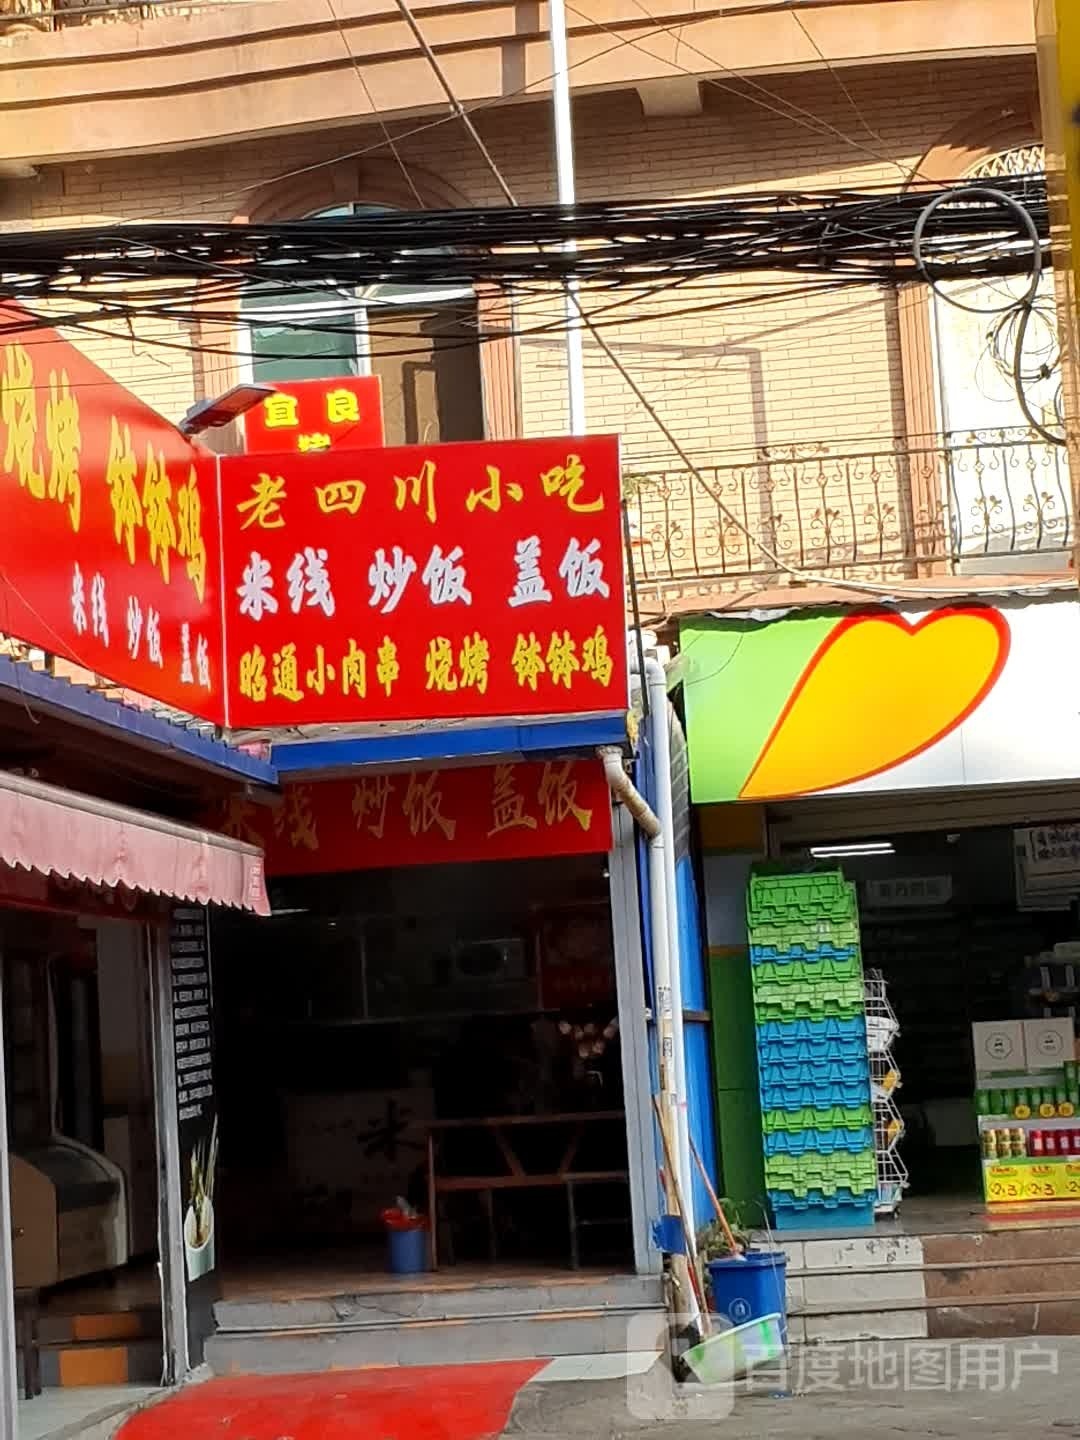 宜良
烧烤 钵钵鸡
米线 炒饭 盖饭
老四川小吃
米线 炒饭 盖饭
昭通小肉串 烧烤 钵钵鸡
米线 炒饭 盖饭
米
百度地图用户